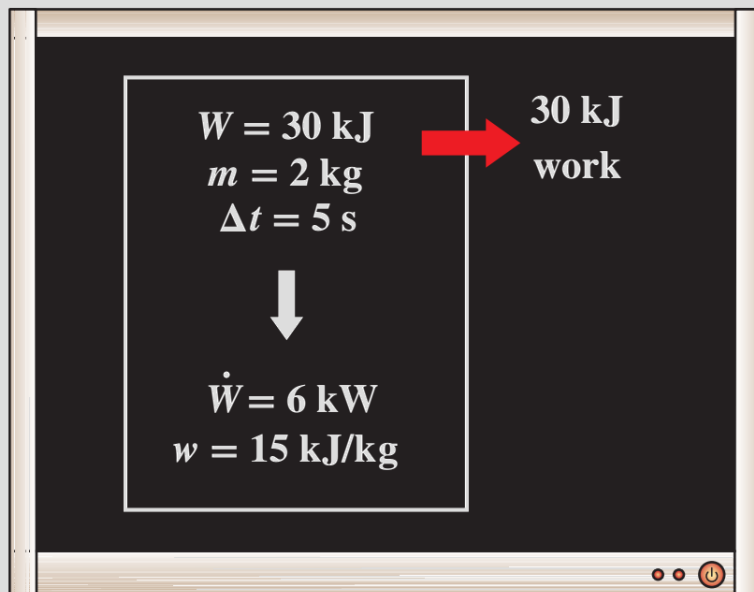 W = 30 kJ
m = 2 kg
Δt = 5 s
30 kJ
work
Ẇ = 6 kW
w = 15 kJ/kg